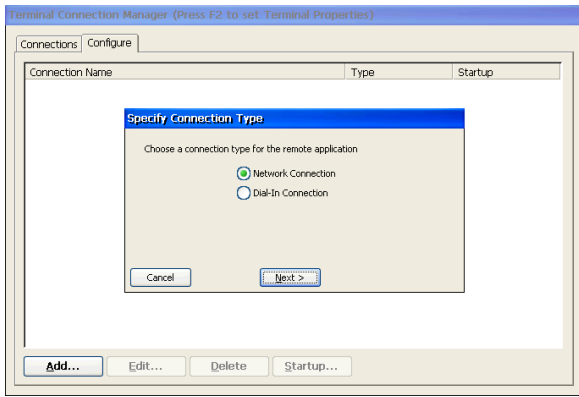 Terminal Connection Manager (Press F2 to set Terminal Properties)
Connections Configure
Connection Name Type Startup
Specify Connection Type
Choose a connection type for the remote application
Network Connection
Dial-In Connection
Cancel Next >
Add... Edit... Delete Startup...